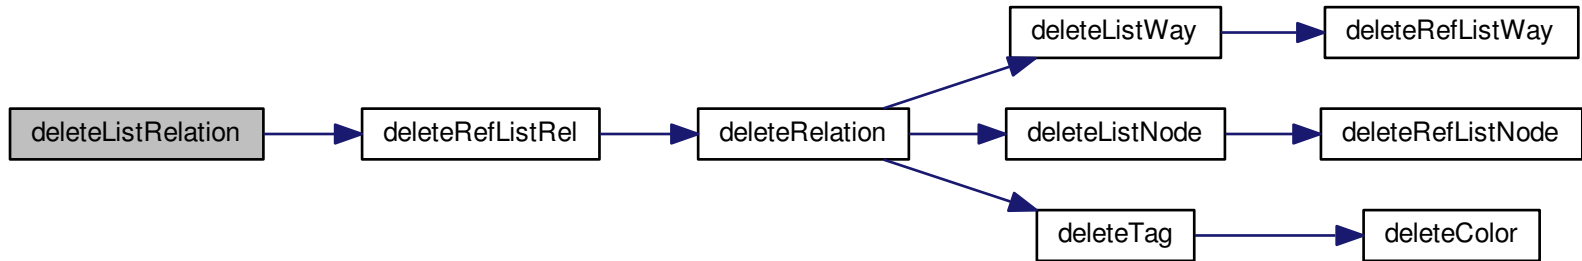 deleteListWay
deleteRefListWay
deleteListRelation
deleteRefListRel
deleteRelation
deleteListNode
deleteRefListNode
deleteTag
deleteColor